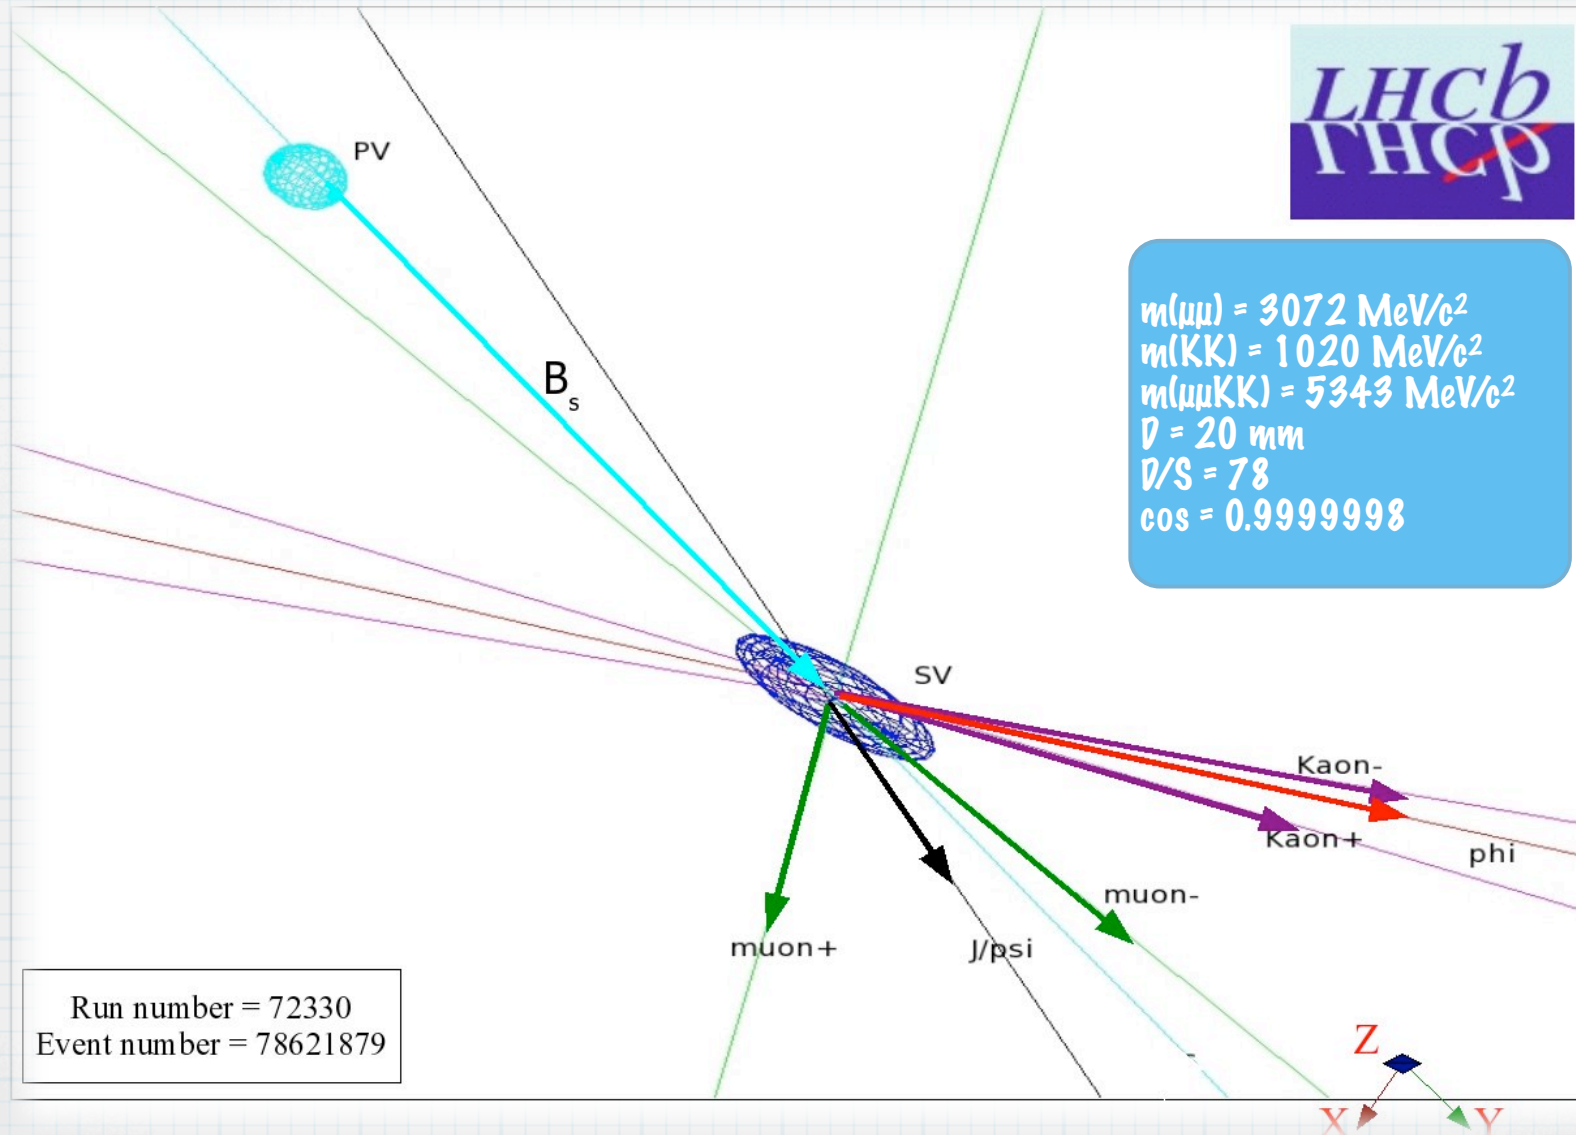 LHCb
LHCp
PV
B
s
m(μμ) = 3072 MeV/c²
m(KK) = 1020 MeV/c²
m(μμKK) = 5343 MeV/c²
D = 20 mm
D/S = 78
cos = 0.9999998
SV
Kaon-
Kaon+
phi
muon-
muon+
J/psi
Run number = 72330
Event number = 78621879
Z
X
Y